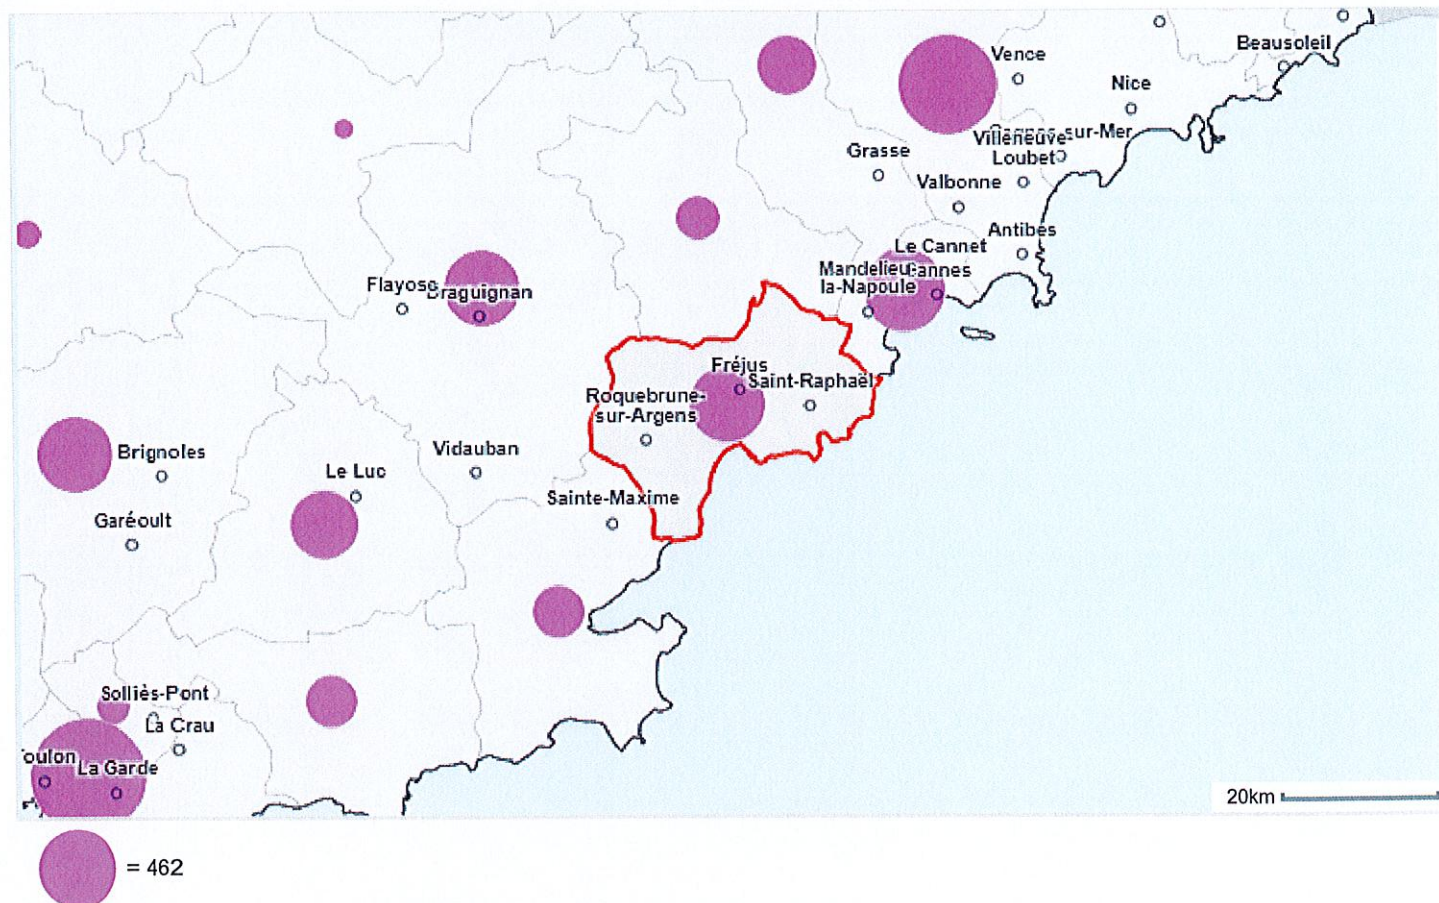 Beausoleil
Vence
Nice
Villeneuve-
Loubet
sur-Mer
Grasse
Valbonne
Antibes
Le Cannet
Mandelieu-
la-Napoule
Cannes
Flayosc
Draguignan
Fréjus
Saint-Raphaël
Roquebrune-
sur-Argens
Brignoles
Vidauban
Le Luc
Sainte-Maxime
Garéoult
Solliès-Pont
La Crau
oulon
La Garde
20km
= 462